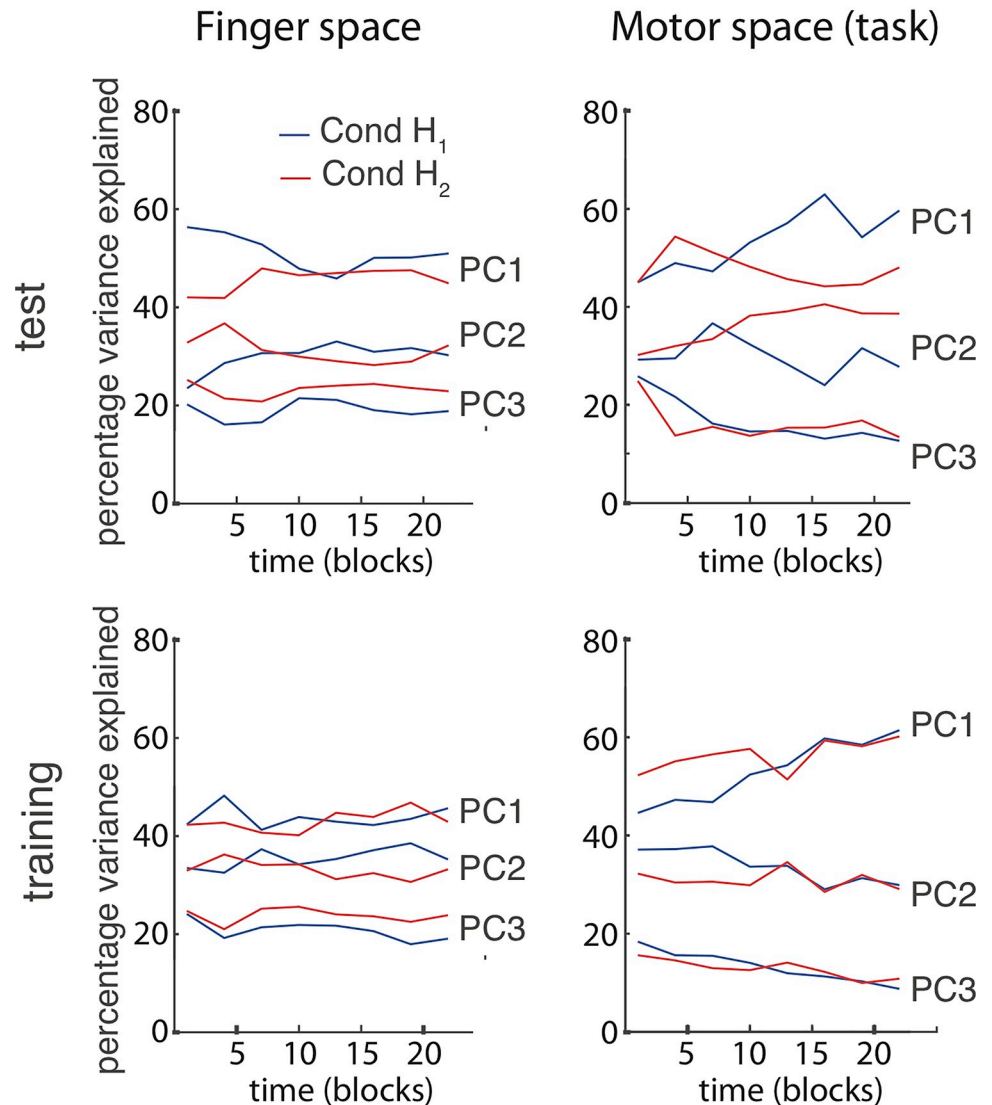 Finger space
Motor space (task)
test
percentage variance explained
80
60
40
20
0
Cond H1
Cond H2
PC1
PC2
PC3
5 10 15 20
time (blocks)
80
60
40
20
0
PC1
PC2
PC3
5 10 15 20
time (blocks)
training
percentage variance explained
80
60
40
20
0
PC1
PC2
PC3
5 10 15 20
time (blocks)
80
60
40
20
0
PC1
PC2
PC3
5 10 15 20
time (blocks)